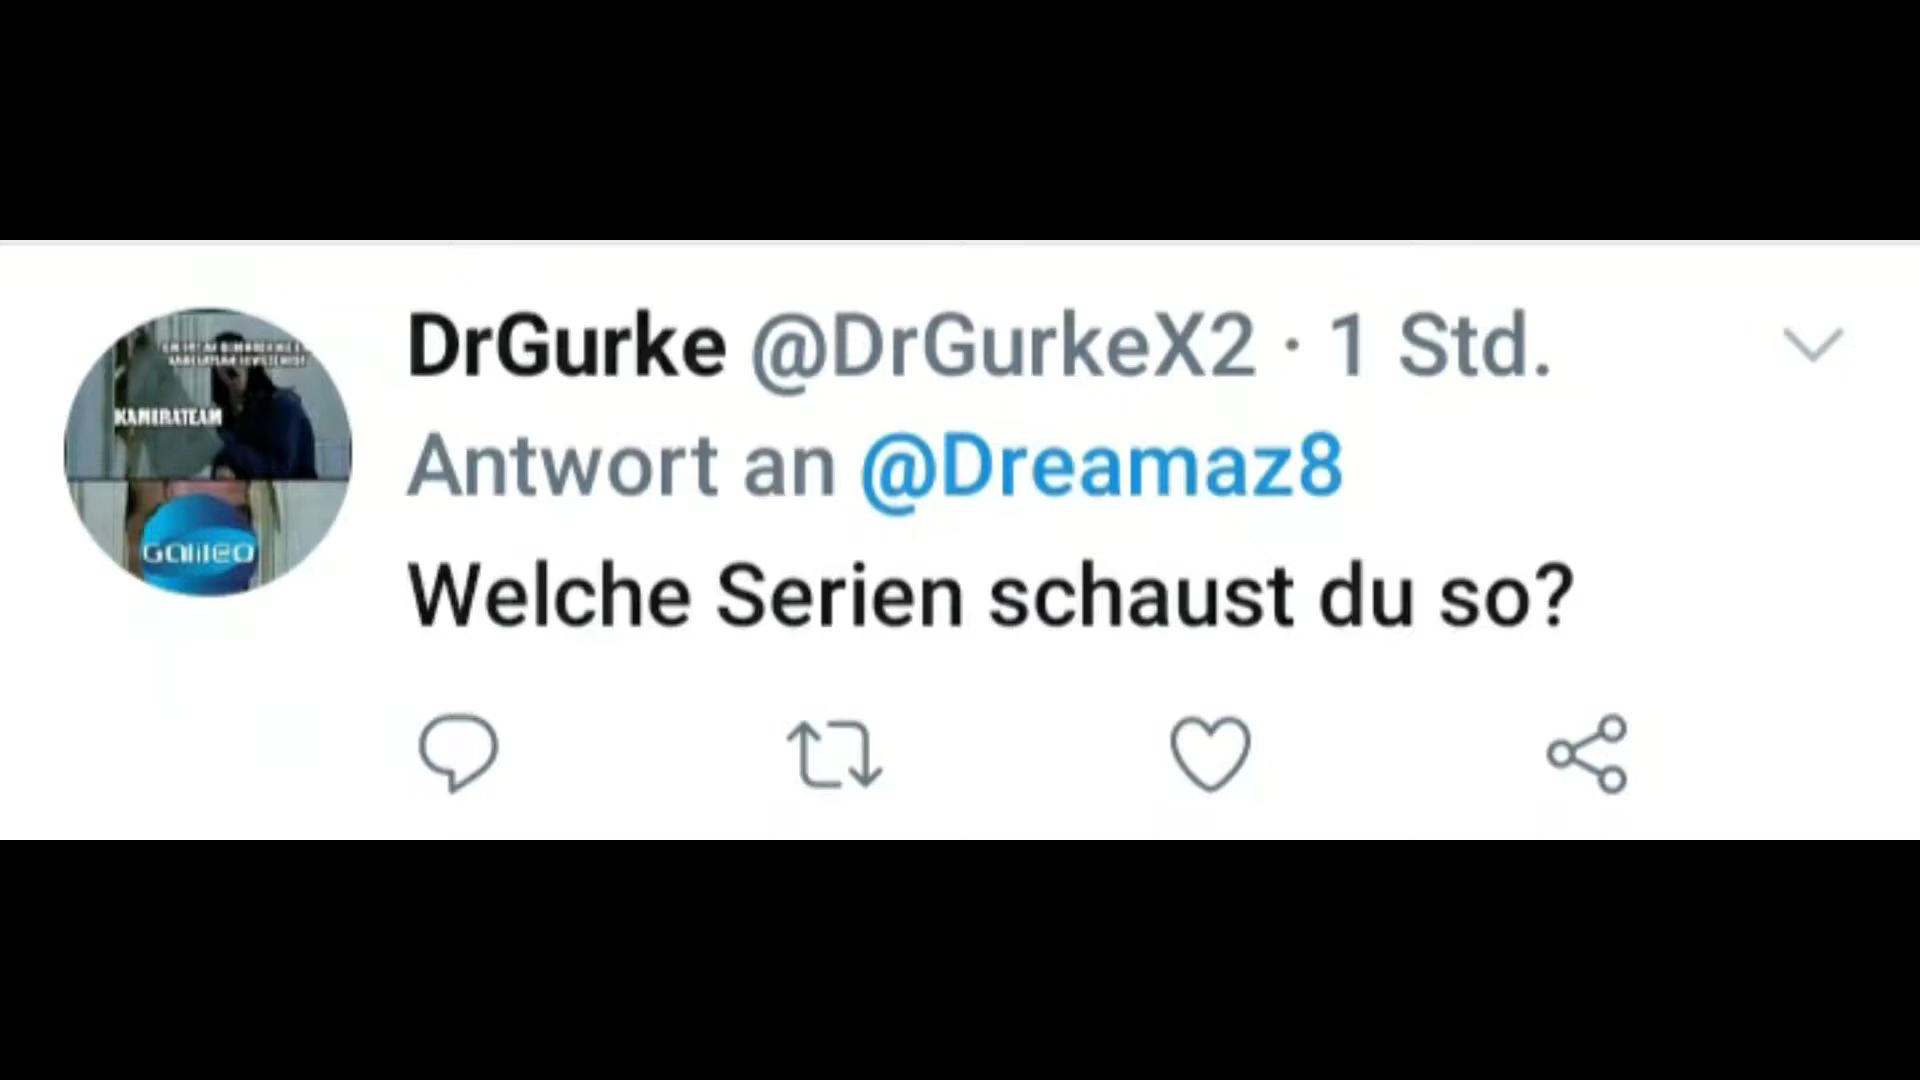 DrGurke @DrGurkeX2 · 1 Std.
Antwort an @Dreamaz8
KAMERATEAM
Galileo
Welche Serien schaust du so?